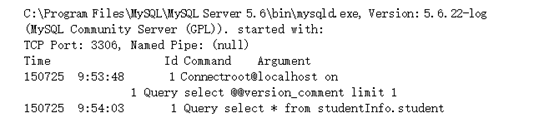 C:\Program Files\MySQL\MySQL Server 5.6\bin\mysqld.exe, Version: 5.6.22-log
(MySQL Community Server (GPL)). started with:
TCP Port: 3306, Named Pipe: (null)
Time Id Command Argument
150725 9:53:48 1 Connectroot@localhost on
1 Query select @@version_comment limit 1
150725 9:54:03 1 Query select * from studentInfo.student